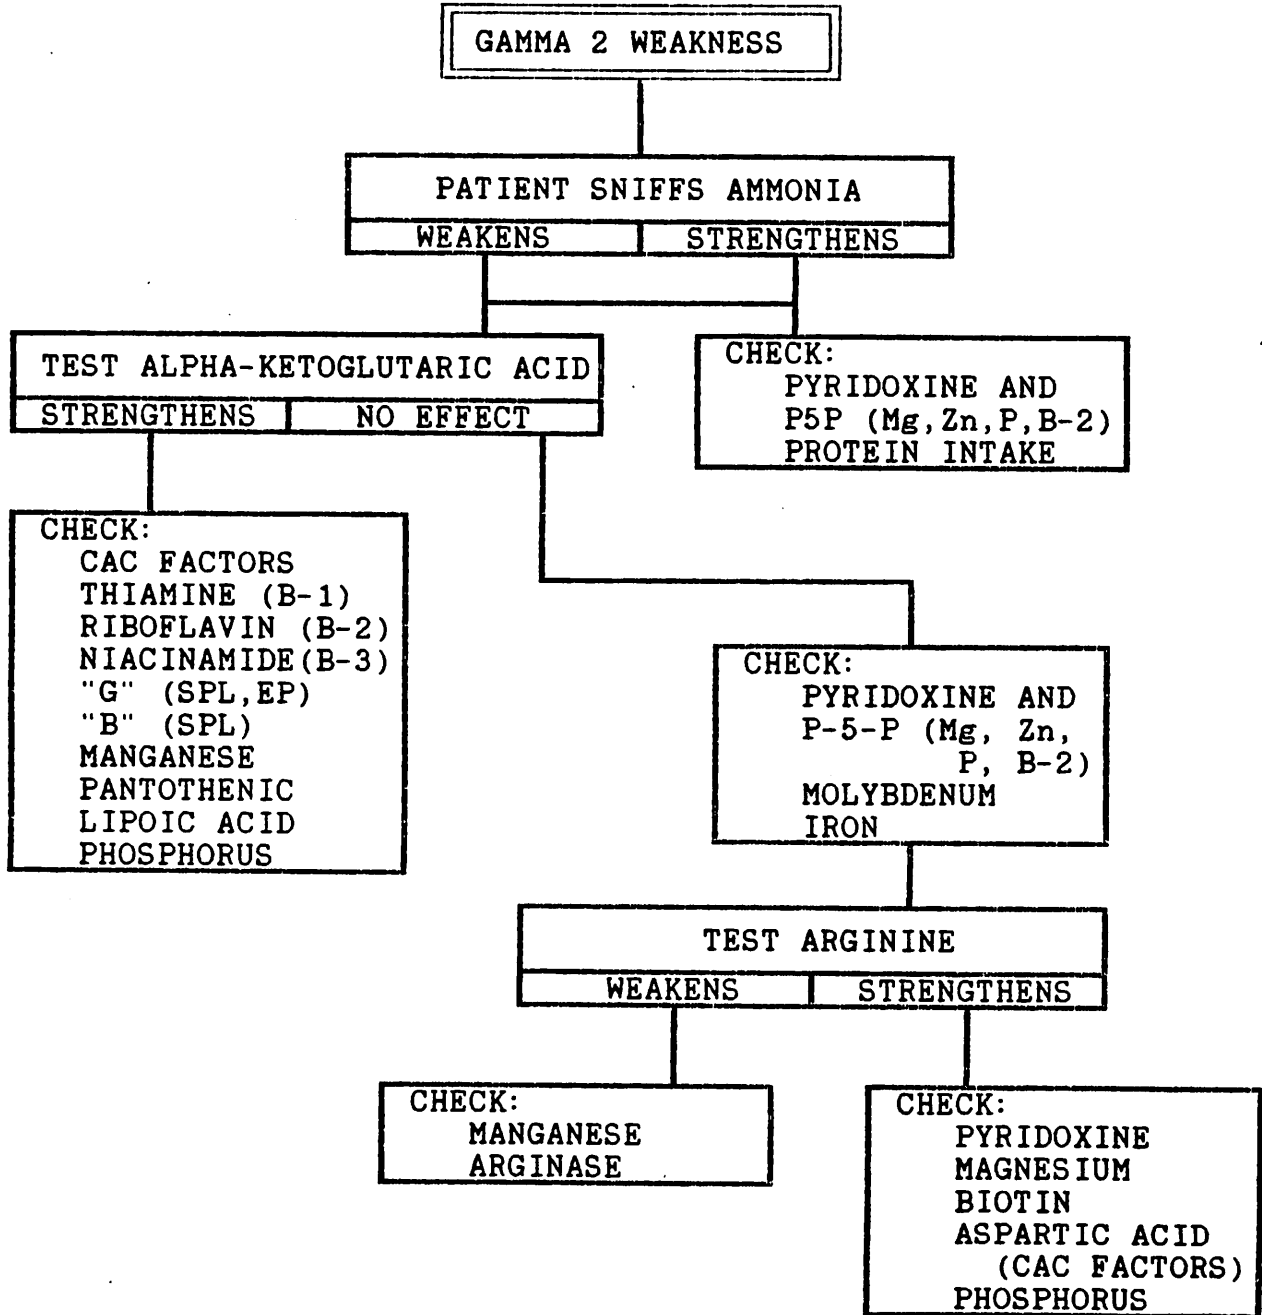 GAMMA 2 WEAKNESS
PATIENT SNIFFS AMMONIA
WEAKENS STRENGTHENS
TEST ALPHA-KETOGLUTARIC ACID
STRENGTHENS NO EFFECT
CHECK:
PYRIDOXINE AND
P5P (Mg,Zn,P,B-2)
PROTEIN INTAKE
CHECK:
CAC FACTORS
THIAMINE (B-1)
RIBOFLAVIN (B-2)
NIACINAMIDE(B-3)
"G" (SPL,EP)
"B" (SPL)
MANGANESE
PANTOTHENIC
LIPOIC ACID
PHOSPHORUS
CHECK:
PYRIDOXINE AND
P-5-P (Mg, Zn,
P, B-2)
MOLYBDENUM
IRON
TEST ARGININE
WEAKENS STRENGTHENS
CHECK:
MANGANESE
ARGINASE
CHECK:
PYRIDOXINE
MAGNESIUM
BIOTIN
ASPARTIC ACID
(CAC FACTORS)
PHOSPHORUS